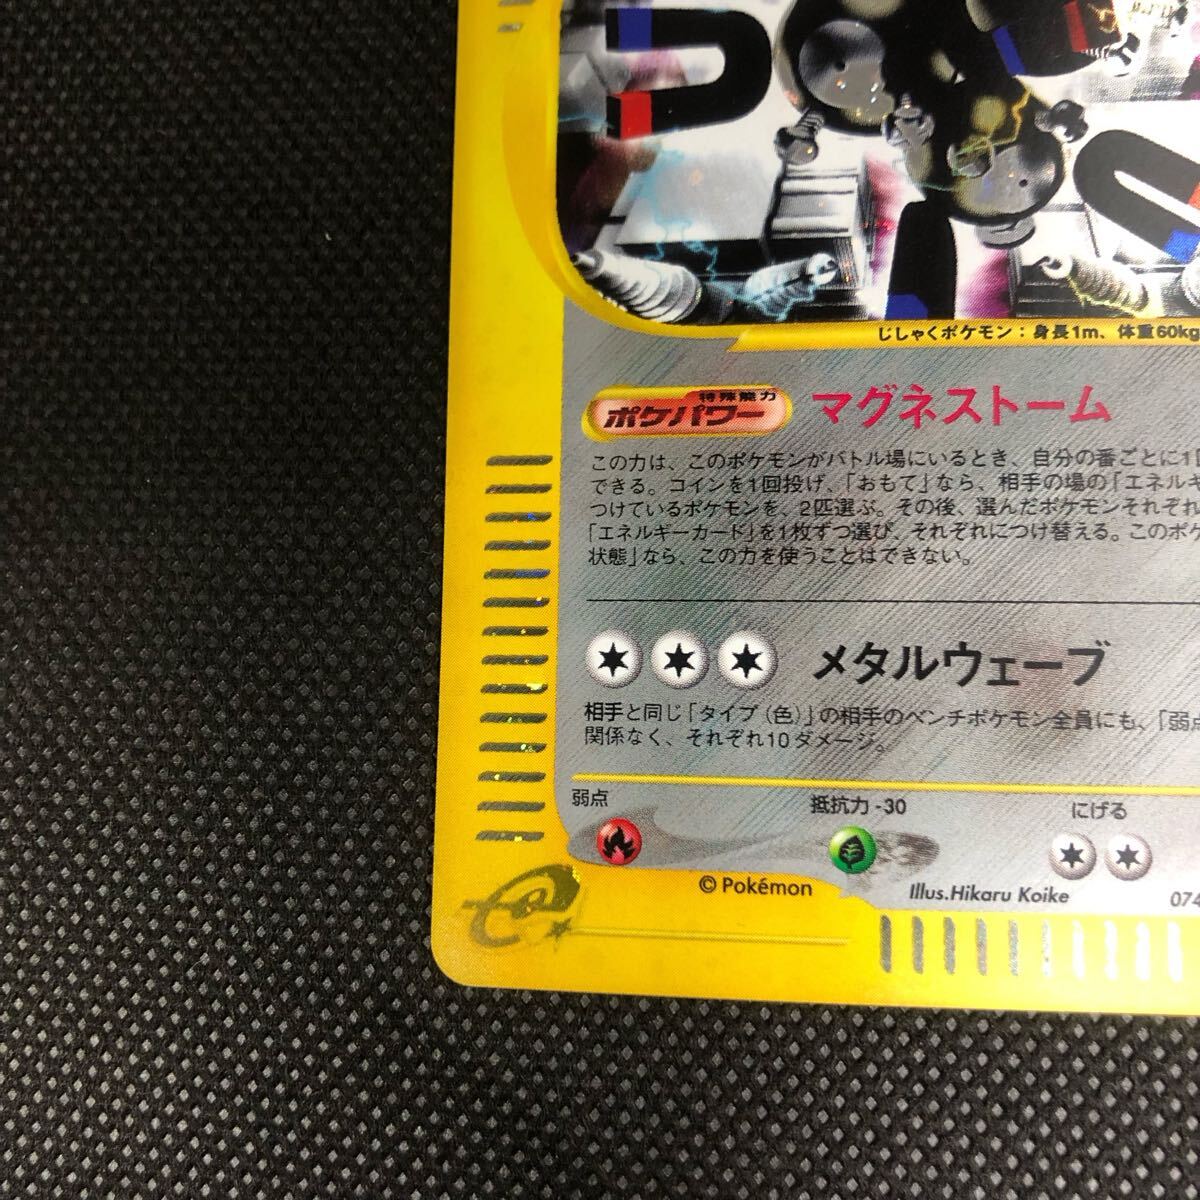 じしゃくポケモン：身長1m、体重60kg
特殊能力
ポケパワー マグネストーム
この力は、このポケモンがバトル場にいるとき、自分の番ごとに1回
できる。コインを1回投げ、「おもて」なら、相手の場の「エネルギ
つけているポケモンを、2匹選ぶ。その後、選んだポケモンそれぞれ
「エネルギーカード」を1枚ずつ選び、それぞれにつけ替える。このポケ
状態」なら、この力を使うことはできない。
メタルウェーブ
相手と同じ「タイプ（色）」の相手のベンチポケモン全員にも、「弱点
関係なく、それぞれ10ダメージ。
弱点 抵抗力 -30 にげる
© Pokémon Illus.Hikaru Koike 074